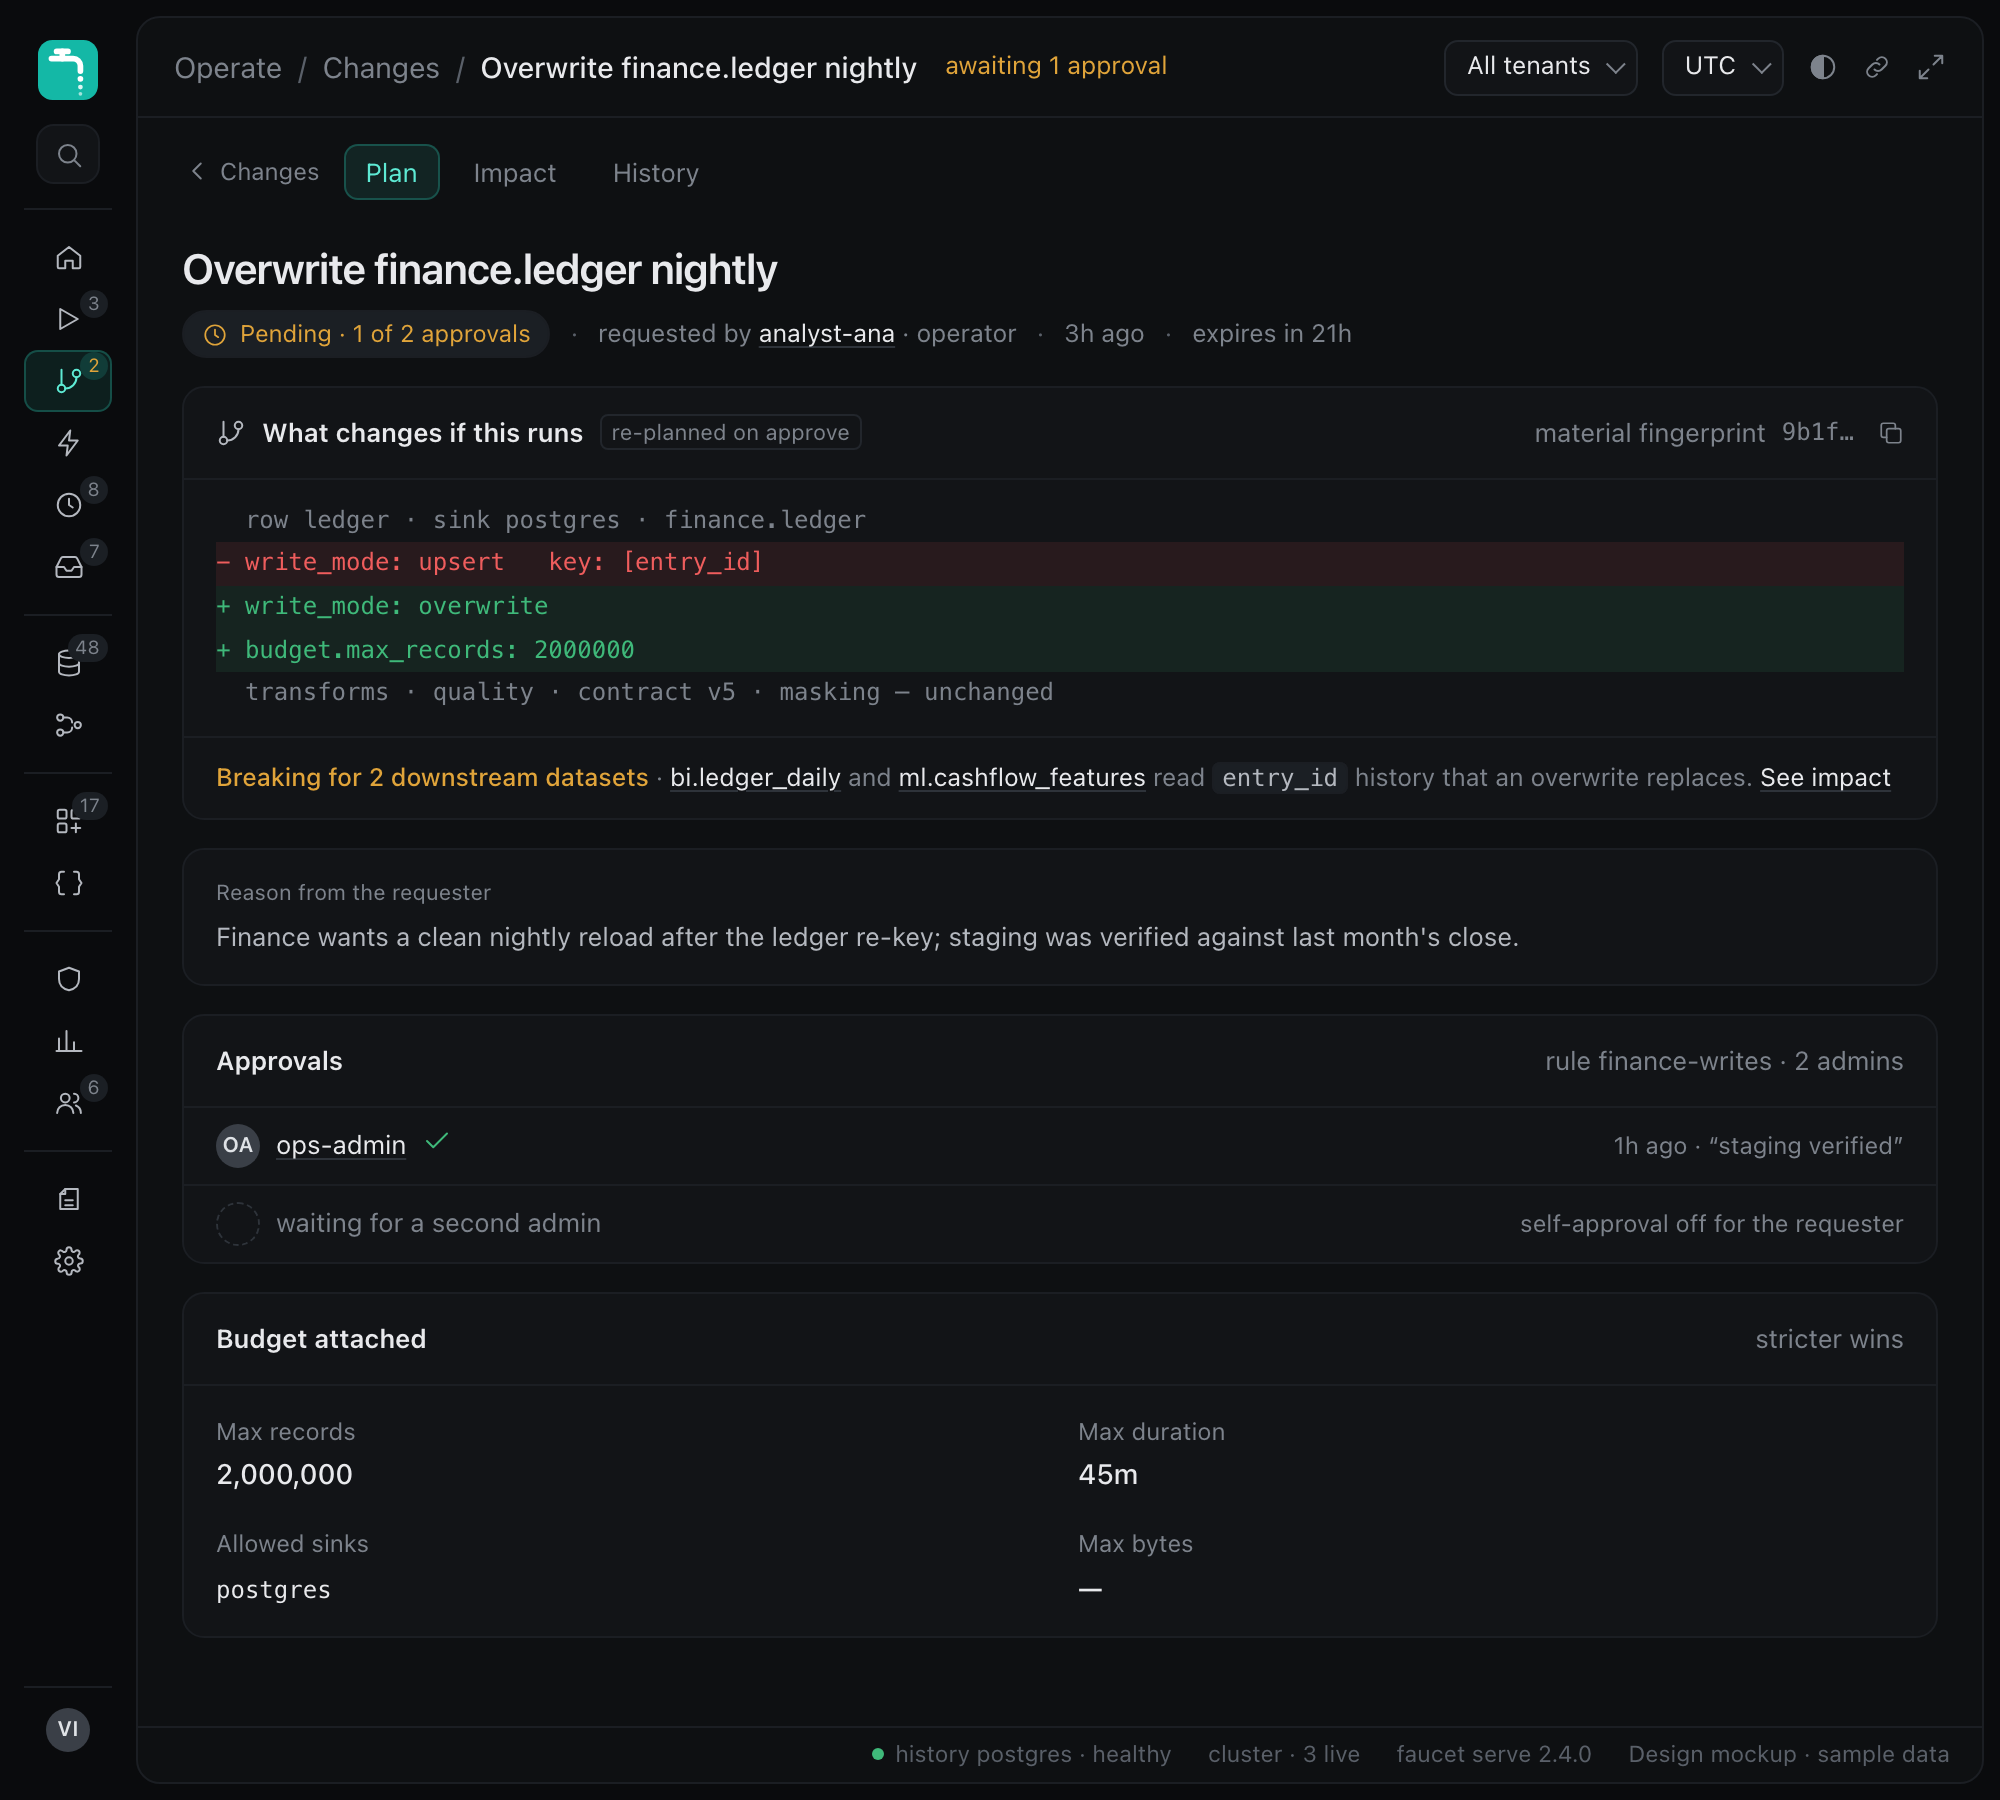 Operate / Changes / Overwrite finance.ledger nightly awaiting 1 approval
All tenants UTC
3
2
8
7
48
17
6
VI
Changes Plan Impact History
Overwrite finance.ledger nightly
Pending · 1 of 2 approvals · requested by analyst-ana · operator · 3h ago · expires in 21h
What changes if this runs re-planned on approve material fingerprint 9b1f…
row ledger · sink postgres · finance.ledger
− write_mode: upsert key: [entry_id]
+ write_mode: overwrite
+ budget.max_records: 2000000
transforms · quality · contract v5 · masking — unchanged
Breaking for 2 downstream datasets · bi.ledger_daily and ml.cashflow_features read entry_id history that an overwrite replaces. See impact
Reason from the requester
Finance wants a clean nightly reload after the ledger re-key; staging was verified against last month's close.
Approvals rule finance-writes · 2 admins
OA ops-admin 1h ago · “staging verified”
waiting for a second admin self-approval off for the requester
Budget attached stricter wins
Max records Max duration
2,000,000 45m
Allowed sinks Max bytes
postgres —
history postgres · healthy cluster · 3 live faucet serve 2.4.0 Design mockup · sample data